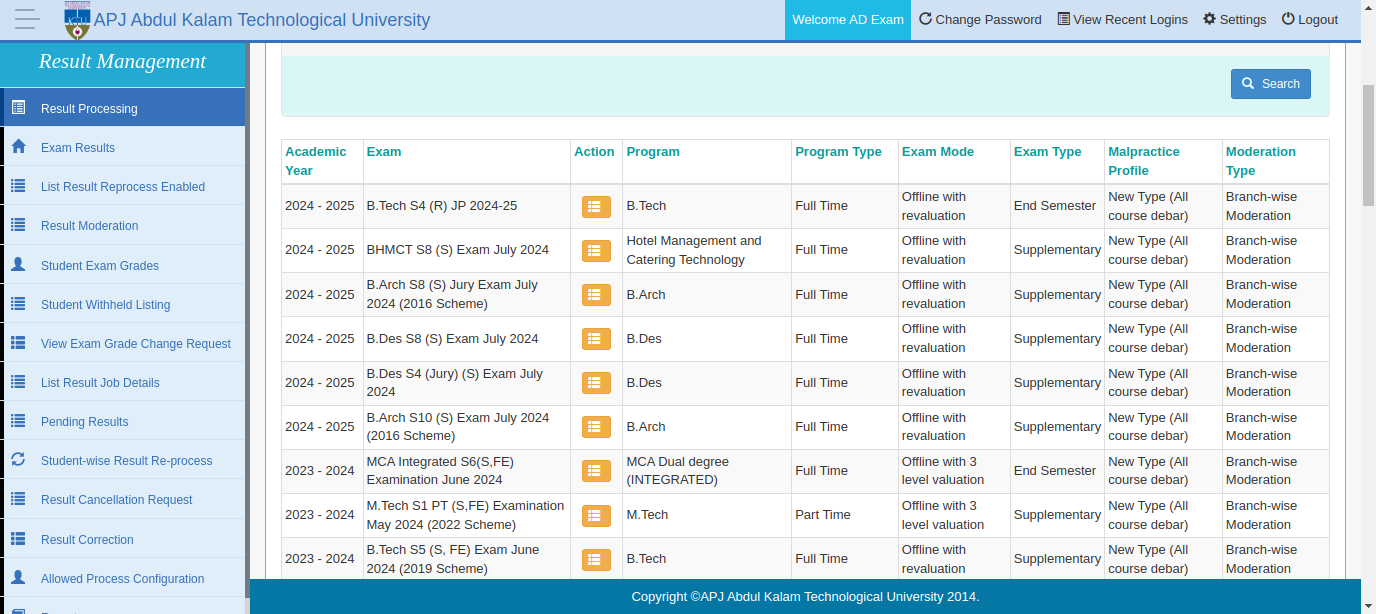 APJ Abdul Kalam Technological University
Welcome AD Exam Change Password View Recent Logins Settings Logout
Result Management
Result Processing
Exam Results
List Result Reprocess Enabled
Result Moderation
Student Exam Grades
Student Withheld Listing
View Exam Grade Change Request
List Result Job Details
Pending Results
Student-wise Result Re-process
Result Cancellation Request
Result Correction
Allowed Process Configuration
Search
Academic Year Exam Action Program Program Type Exam Mode Exam Type Malpractice Profile Moderation Type
2024 - 2025 B.Tech S4 (R) JP 2024-25 B.Tech Full Time Offline with revaluation End Semester New Type (All course debar) Branch-wise Moderation
2024 - 2025 BHMCT S8 (S) Exam July 2024 Hotel Management and Catering Technology Full Time Offline with revaluation Supplementary New Type (All course debar) Branch-wise Moderation
2024 - 2025 B.Arch S8 (S) Jury Exam July 2024 (2016 Scheme) B.Arch Full Time Offline with revaluation Supplementary New Type (All course debar) Branch-wise Moderation
2024 - 2025 B.Des S8 (S) Exam July 2024 B.Des Full Time Offline with revaluation Supplementary New Type (All course debar) Branch-wise Moderation
2024 - 2025 B.Des S4 (Jury) (S) Exam July 2024 B.Des Full Time Offline with revaluation Supplementary New Type (All course debar) Branch-wise Moderation
2024 - 2025 B.Arch S10 (S) Exam July 2024 (2016 Scheme) B.Arch Full Time Offline with revaluation Supplementary New Type (All course debar) Branch-wise Moderation
2023 - 2024 MCA Integrated S6(S,FE) Examination June 2024 MCA Dual degree (INTEGRATED) Full Time Offline with 3 level valuation End Semester New Type (All course debar) Branch-wise Moderation
2023 - 2024 M.Tech S1 PT (S,FE) Examination May 2024 (2022 Scheme) M.Tech Part Time Offline with 3 level valuation Supplementary New Type (All course debar) Branch-wise Moderation
2023 - 2024 B.Tech S5 (S, FE) Exam June 2024 (2019 Scheme) B.Tech Full Time Offline with revaluation Supplementary New Type (All course debar) Branch-wise Moderation
Copyright ©APJ Abdul Kalam Technological University 2014.